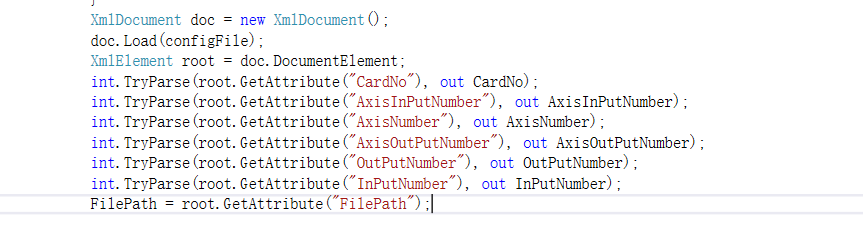 }
XmlDocument doc = new XmlDocument();
doc.Load(configFile);
XmlElement root = doc.DocumentElement;
int.TryParse(root.GetAttribute("CardNo"), out CardNo);
int.TryParse(root.GetAttribute("AxisInPutNumber"), out AxisInPutNumber);
int.TryParse(root.GetAttribute("AxisNumber"), out AxisNumber);
int.TryParse(root.GetAttribute("AxisOutPutNumber"), out AxisOutPutNumber);
int.TryParse(root.GetAttribute("OutPutNumber"), out OutPutNumber);
int.TryParse(root.GetAttribute("InPutNumber"), out InPutNumber);
FilePath = root.GetAttribute("FilePath");